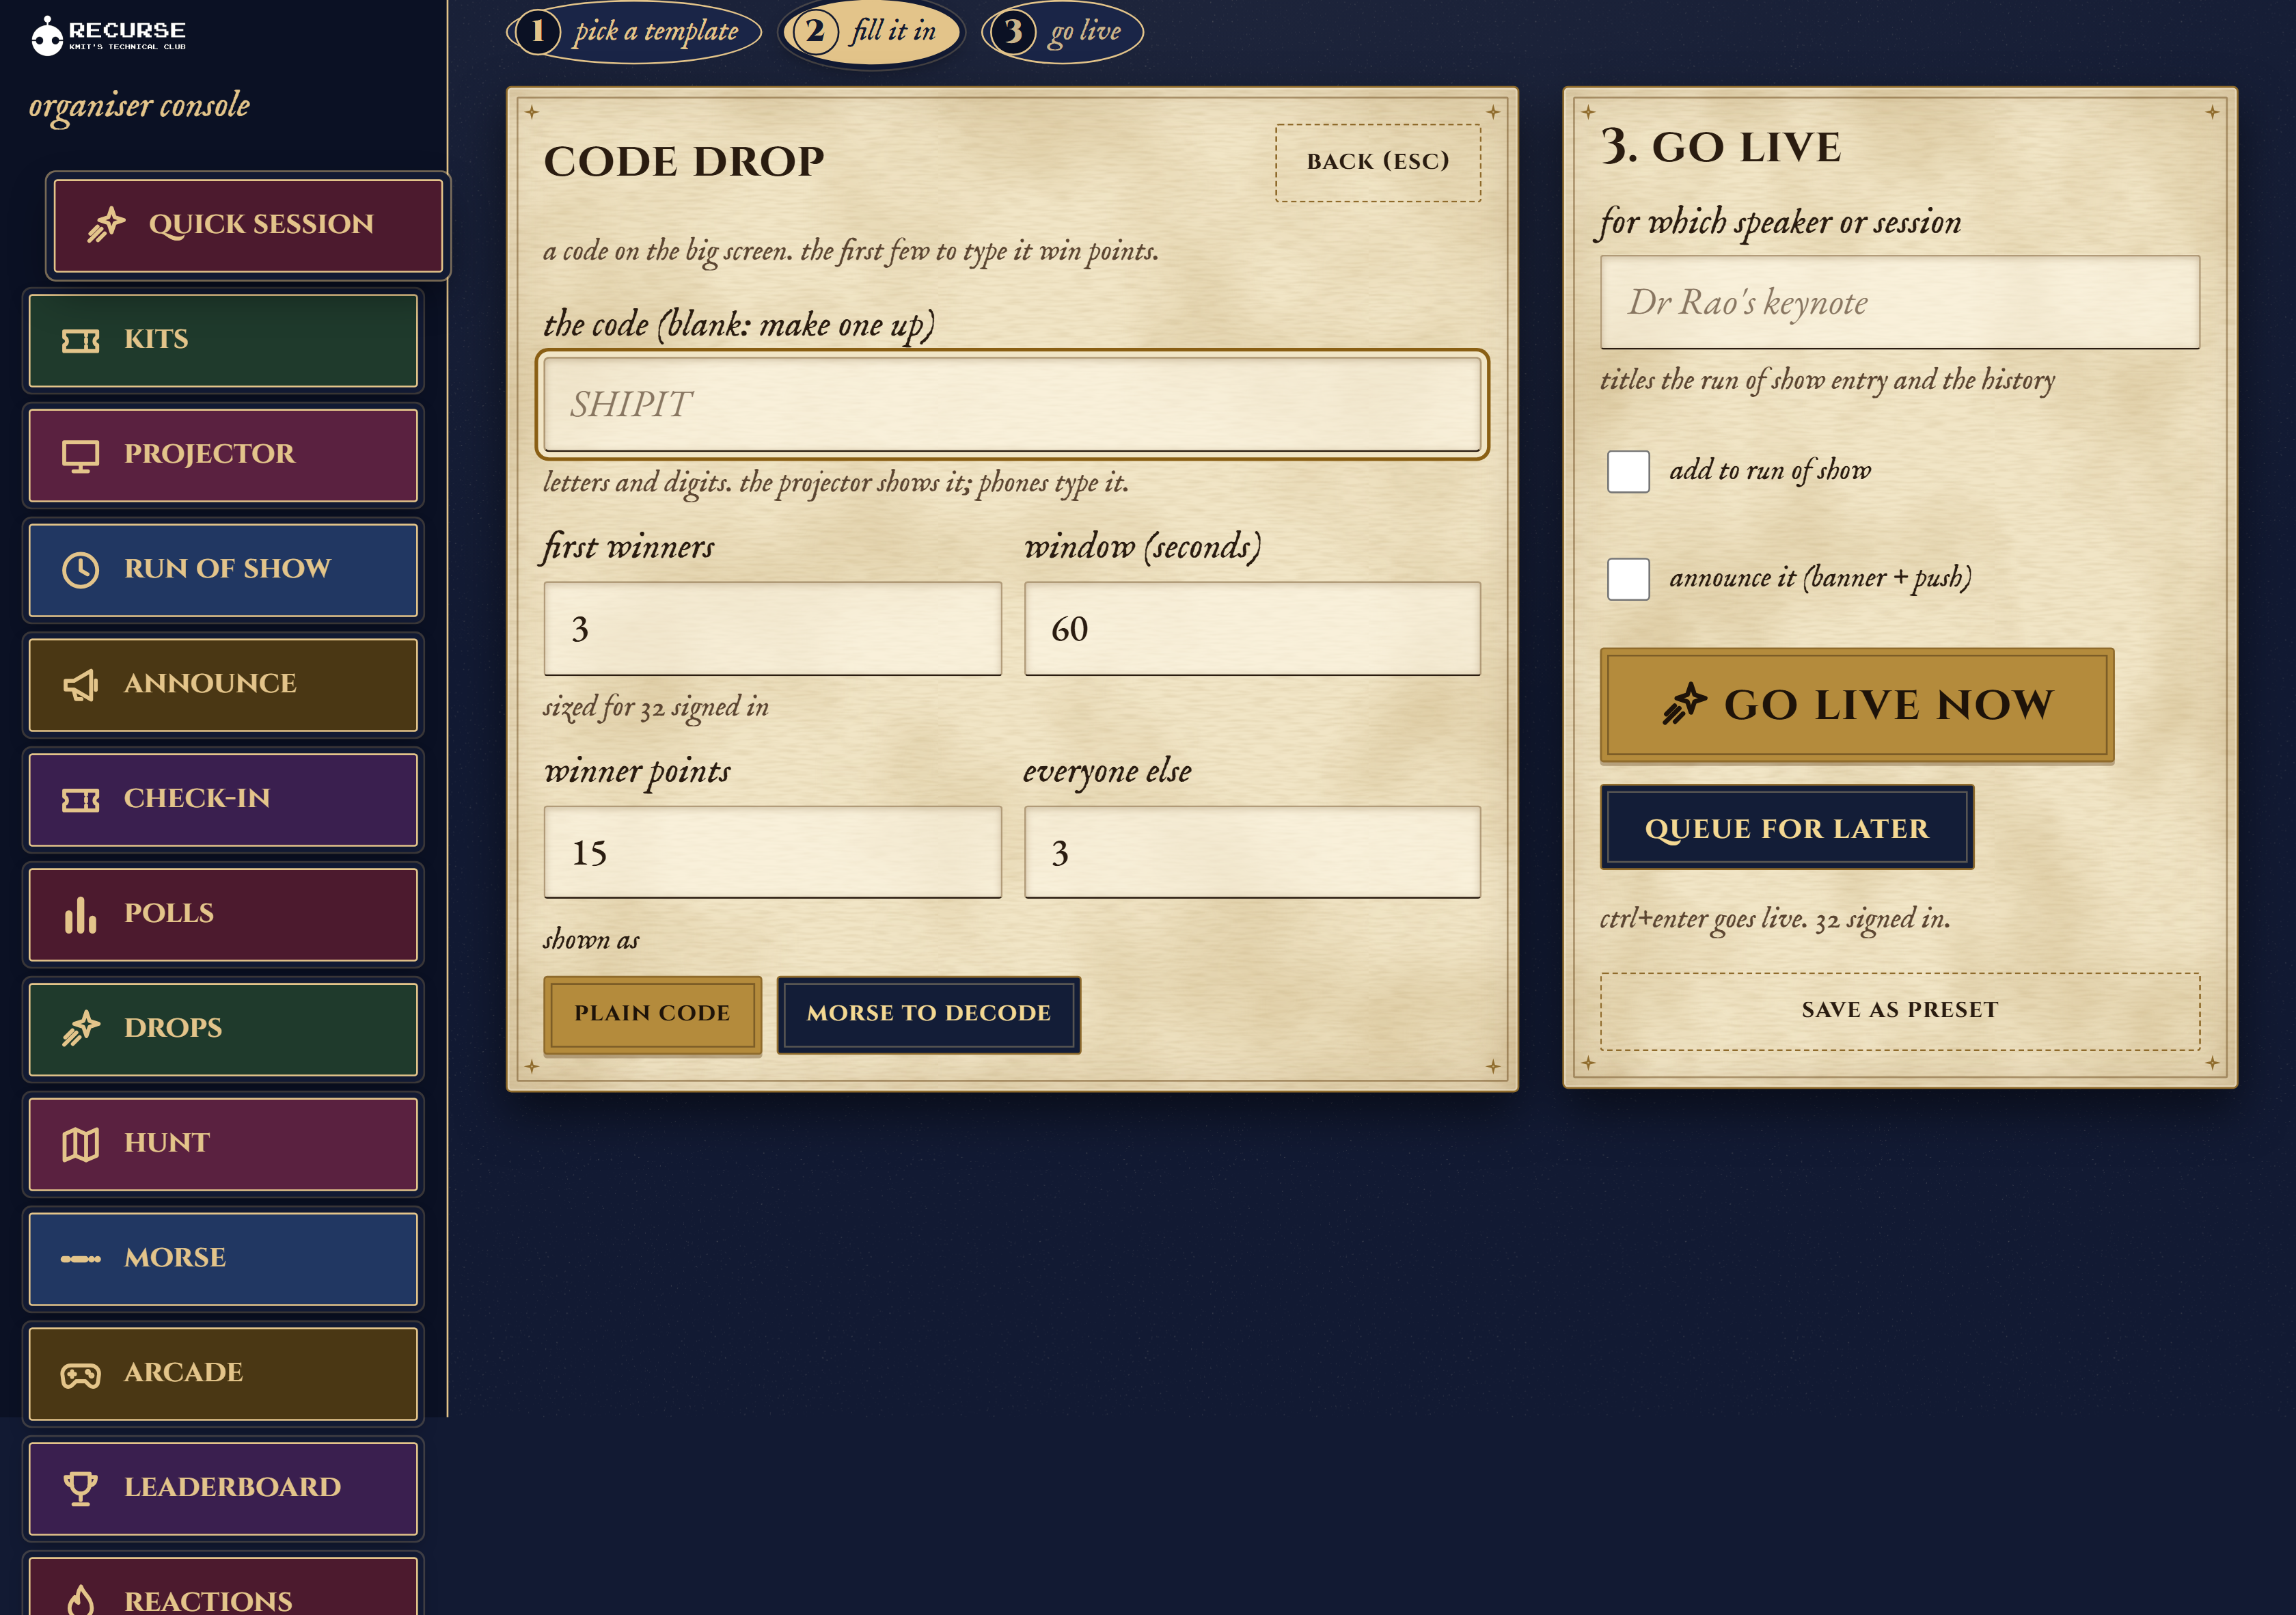 RECURSE
KMIT'S TECHNICAL CLUB
organiser console
QUICK SESSION
KITS
PROJECTOR
RUN OF SHOW
ANNOUNCE
CHECK-IN
POLLS
DROPS
HUNT
MORSE
ARCADE
LEADERBOARD
REACTIONS
1 pick a template
2 fill it in
3 go live
CODE DROP
BACK (ESC)
a code on the big screen. the first few to type it win points.
the code (blank: make one up)
SHIPIT
letters and digits. the projector shows it; phones type it.
first winners
window (seconds)
3
60
sized for 32 signed in
winner points
everyone else
15
3
shown as
PLAIN CODE
MORSE TO DECODE
3. GO LIVE
for which speaker or session
Dr Rao's keynote
titles the run of show entry and the history
add to run of show
announce it (banner + push)
GO LIVE NOW
QUEUE FOR LATER
ctrl+enter goes live. 32 signed in.
SAVE AS PRESET